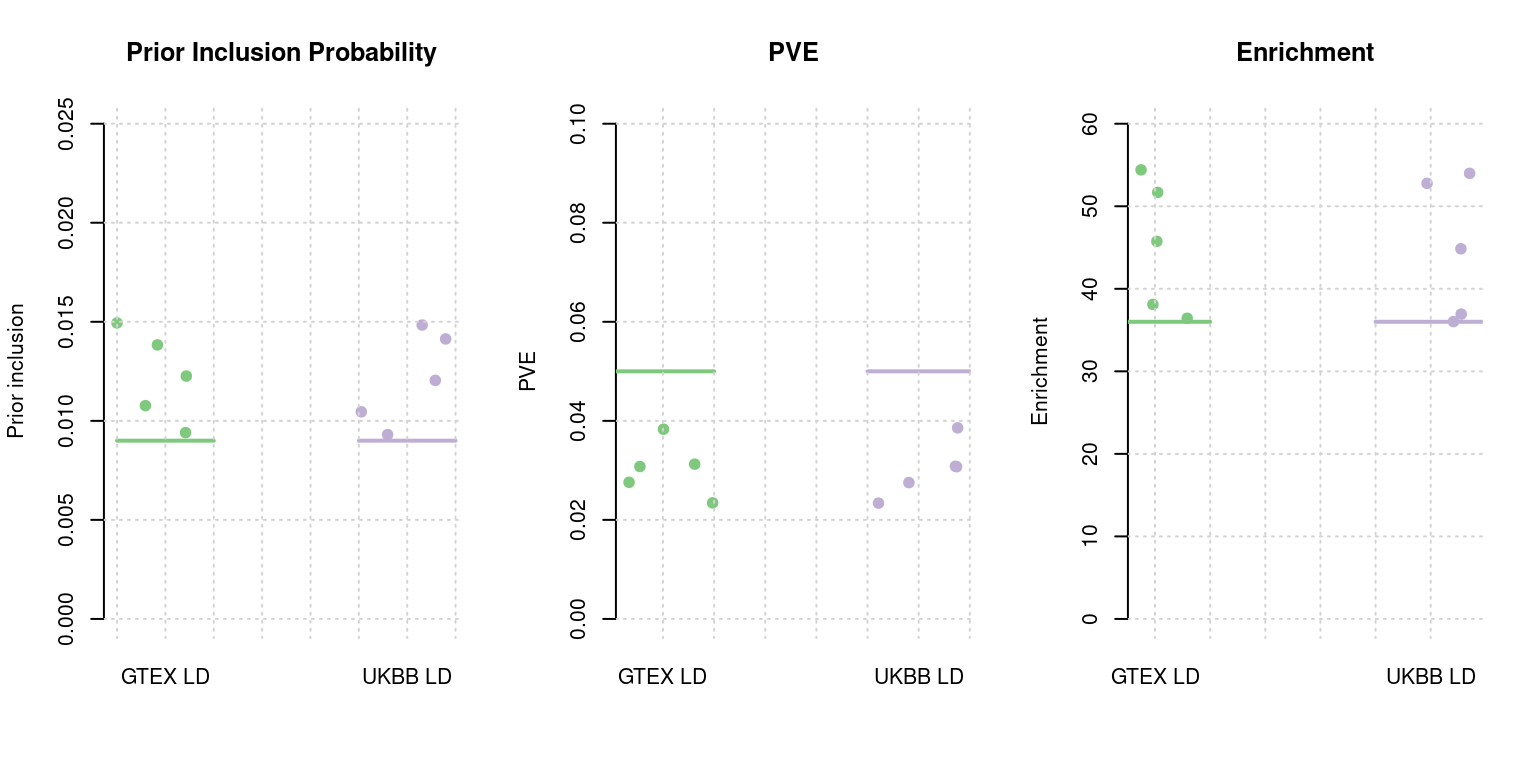 Prior Inclusion Probability
Prior inclusion
0.025
0.020
0.015
0.010
0.005
0.000
GTEX LD UKBB LD
PVE
PVE
0.10
0.08
0.06
0.04
0.02
0.00
GTEX LD UKBB LD
Enrichment
Enrichment
60
50
40
30
20
10
0
GTEX LD UKBB LD